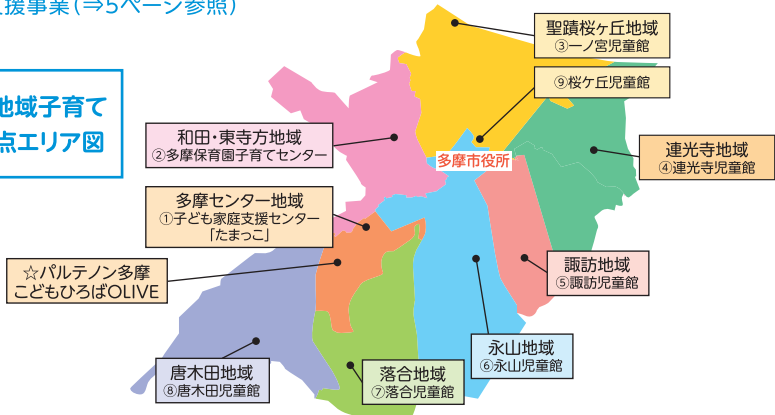 援事業（⇒5ページ参照）
地域子育て
点エリア図
聖蹟桜ヶ丘地域
③一ノ宮児童館
⑨桜ケ丘児童館
和田・東寺方地域
②多摩保育園子育てセンター
多摩市役所
連光寺地域
④連光寺児童館
多摩センター地域
①子ども家庭支援センター
「たまっこ」
☆パルテノン多摩
こどもひろばOLIVE
諏訪地域
⑤諏訪児童館
永山地域
⑥永山児童館
唐木田地域
⑧唐木田児童館
落合地域
⑦落合児童館